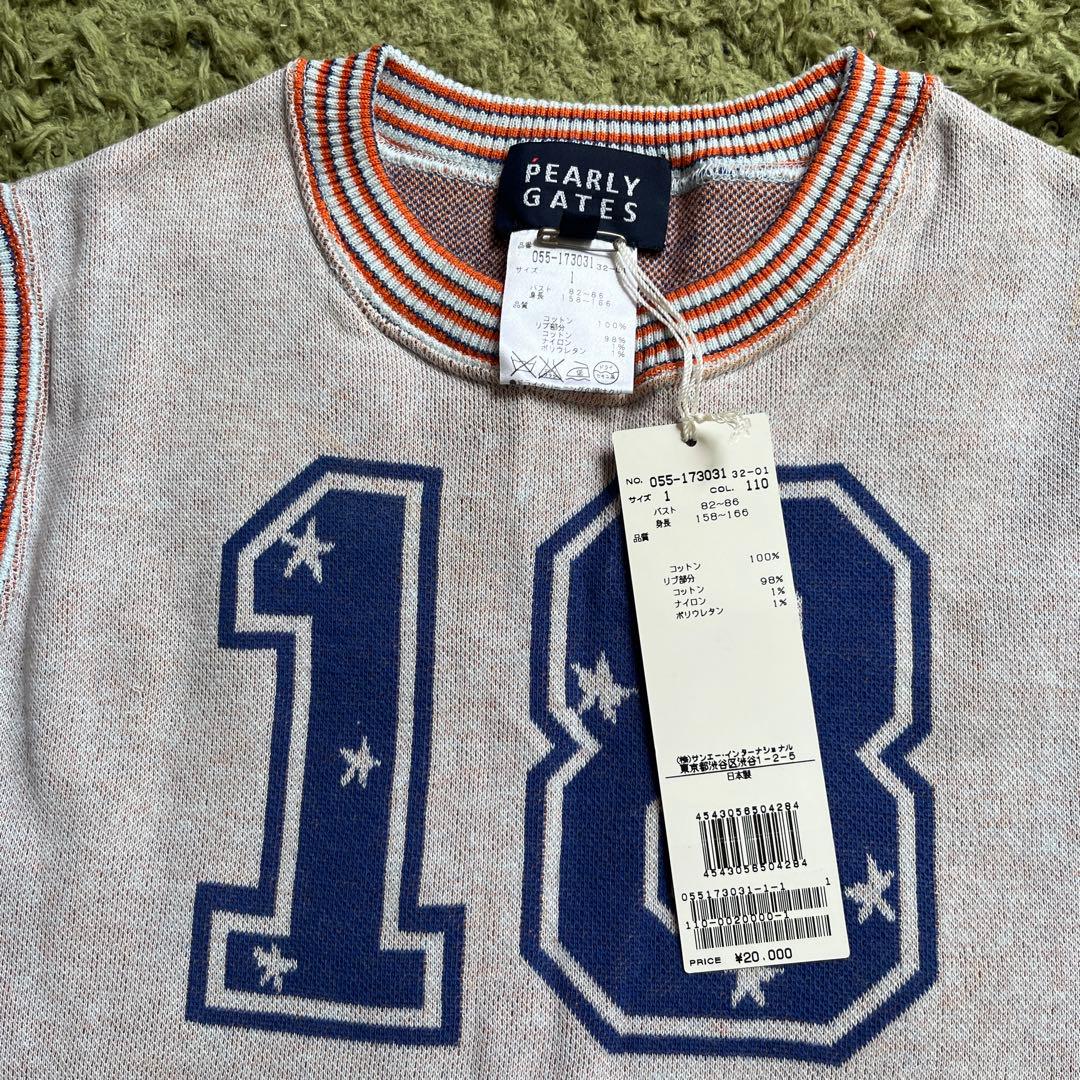 PEARLY
GATES
品番
055-173031 32-01
サイズ 1
バスト 82~86
身長 158~166
品質
コットン 100%
リブ部分
コットン 98%
ナイロン 1%
ポリウレタン 1%
18
NO. 055-173031 32-01
サイズ 1 COL. 110
バスト 82~86
身長 158~166
品質
コットン 100%
リブ部分
コットン 98%
ナイロン 1%
ポリウレタン 1%
(株)サンエー・インターナショナル
東京都渋谷区渋谷1-2-5
日本製
4543056504284
4543056504284
055173031-1-1 1
110-0020000-1
PRICE ¥20,000